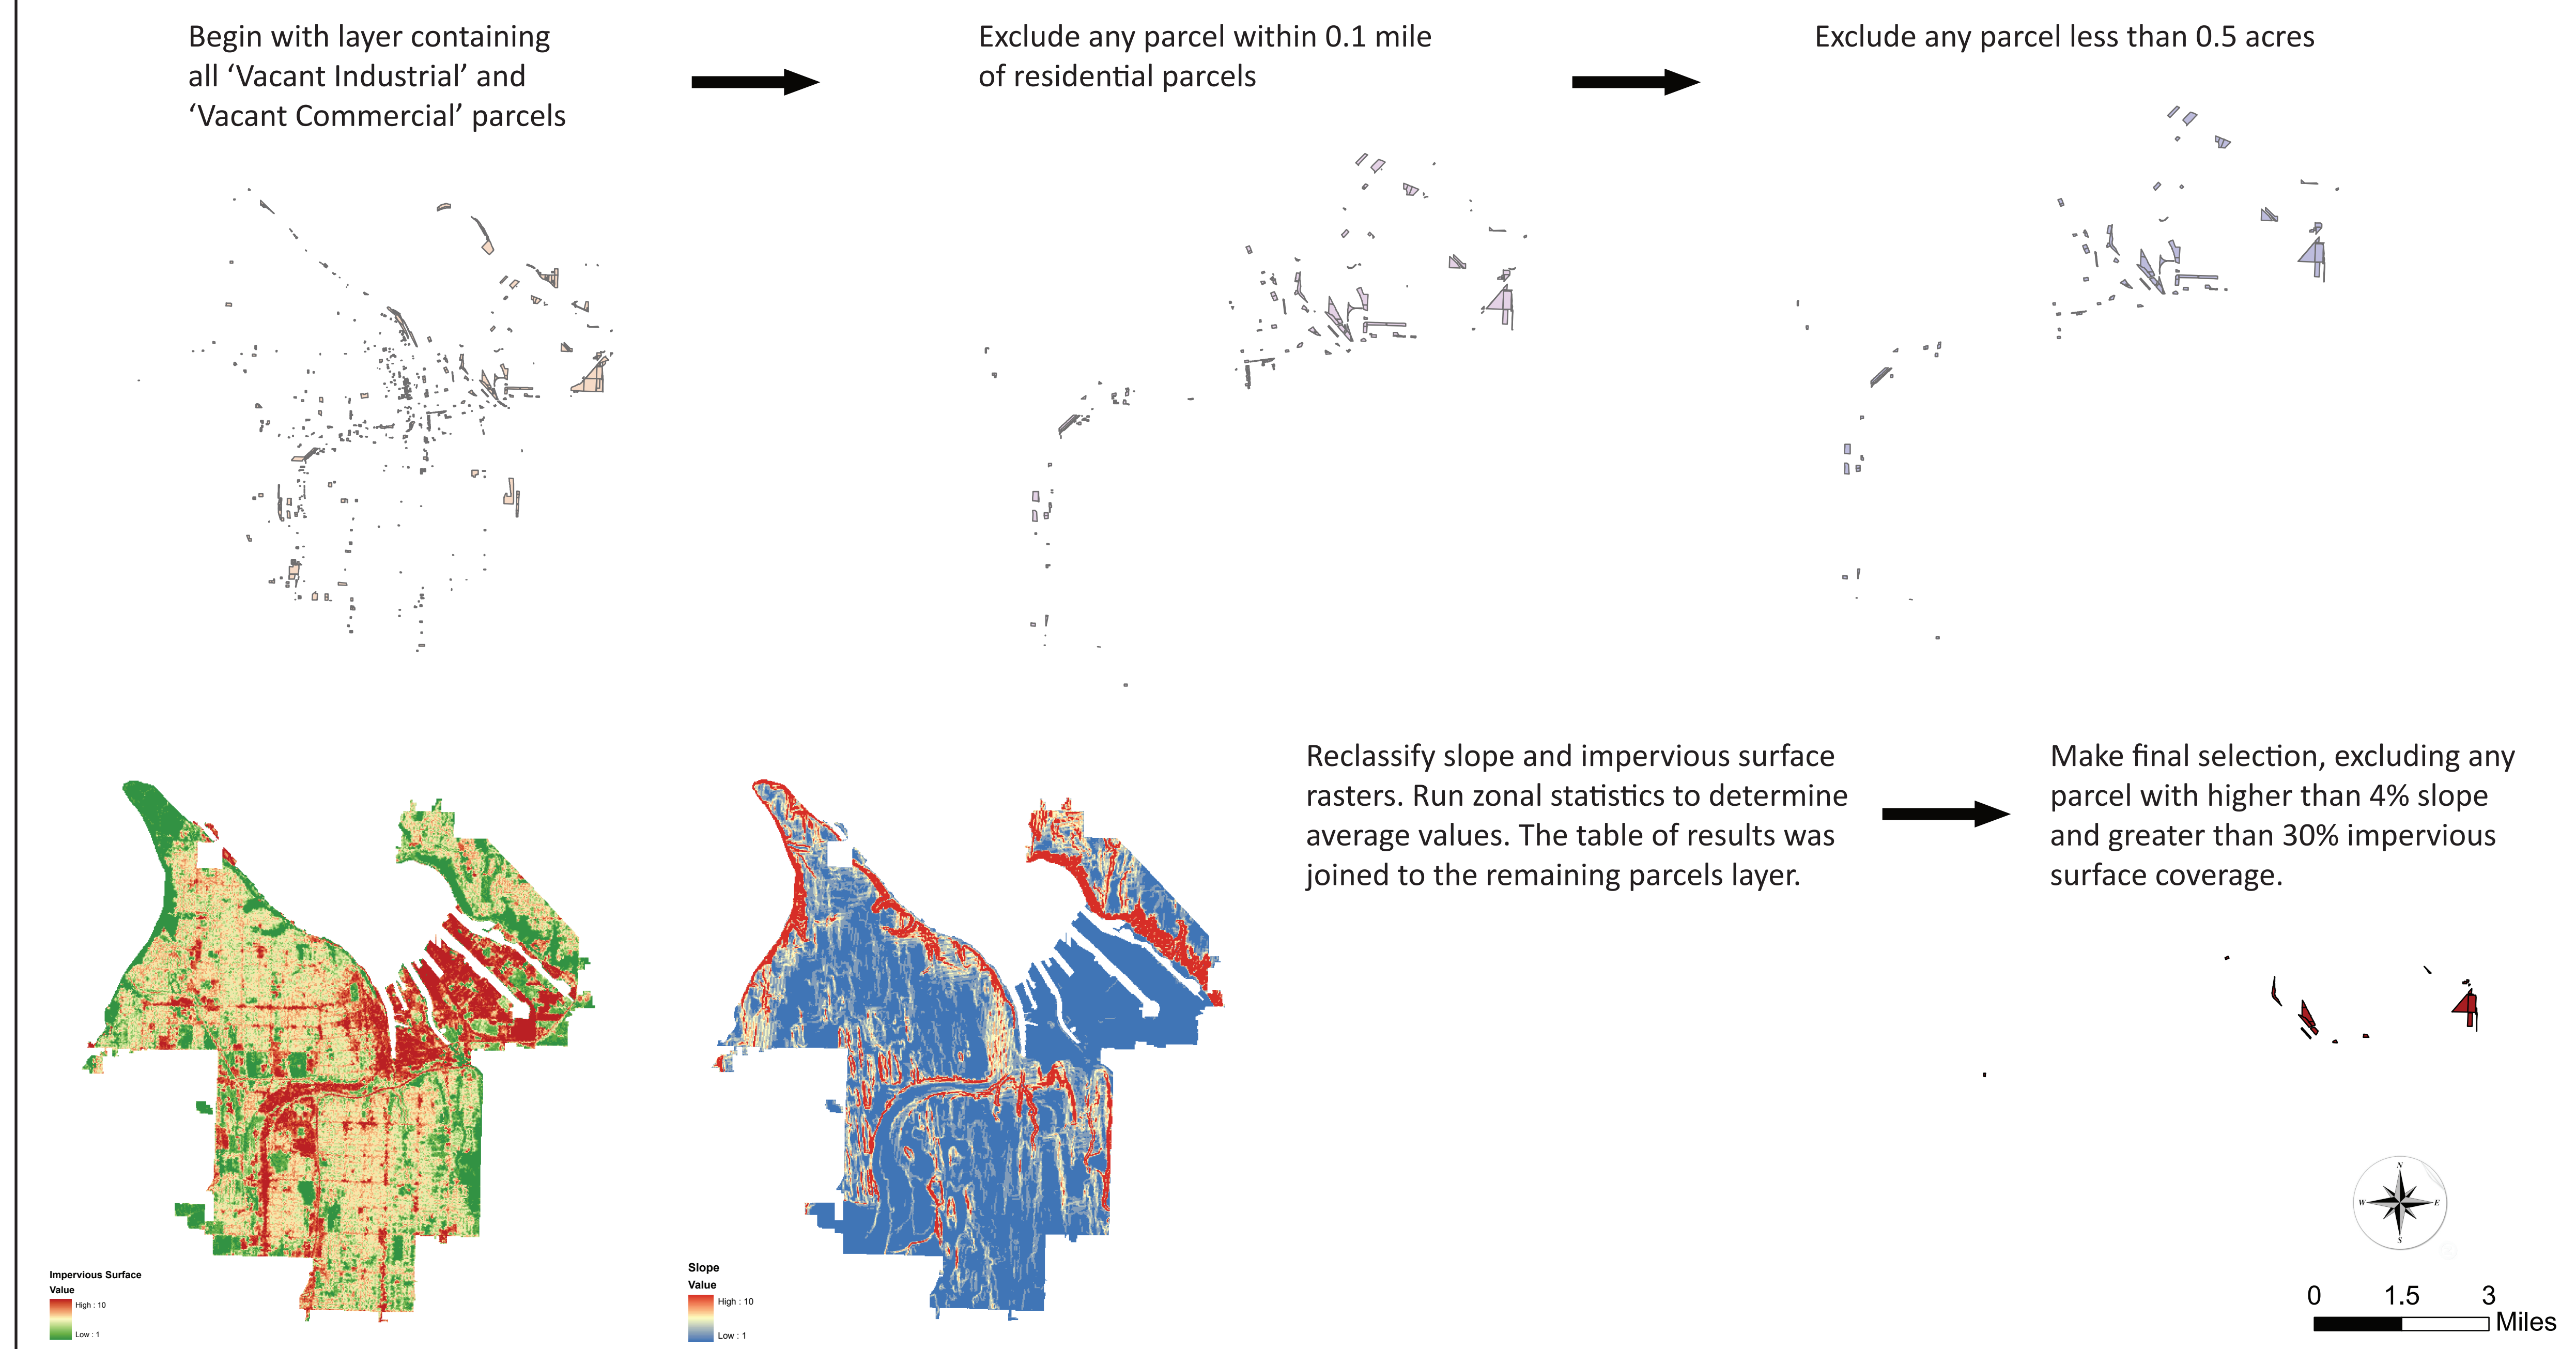 Begin with layer containing
all ‘Vacant Industrial’ and
‘Vacant Commercial’ parcels
Exclude any parcel within 0.1 mile
of residential parcels
Exclude any parcel less than 0.5 acres
Reclassify slope and impervious surface
rasters. Run zonal statistics to determine
average values. The table of results was
joined to the remaining parcels layer.
Make final selection, excluding any
parcel with higher than 4% slope
and greater than 30% impervious
surface coverage.
Impervious Surface
Value
High : 10
Low : 1
Slope
Value
High : 10
Low : 1
N
W E
S
0 1.5 3
Miles